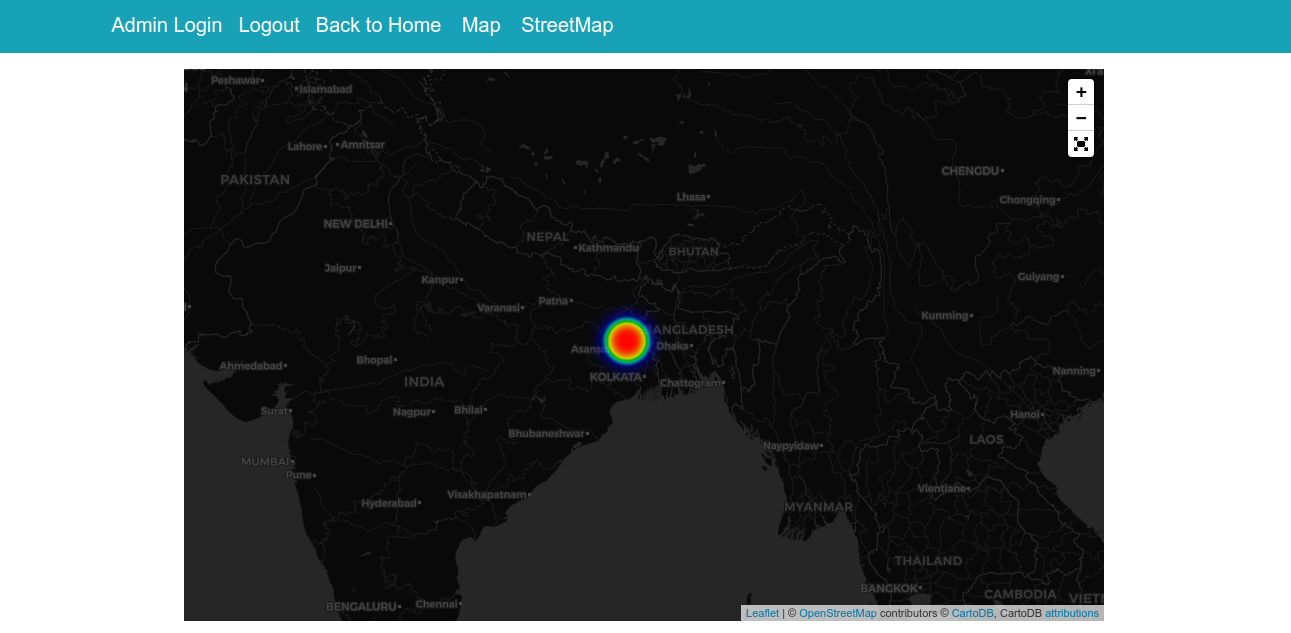 Admin Login Logout Back to Home Map StreetMap
Peshawar
Islamabad
+
−
Lahore
Amritsar
PAKISTAN
CHENGDU
Lhasa
Chongqing
NEW DELHI
NEPAL
Kathmandu
BHUTAN
Jaipur
Kanpur
Guiyang
Varanasi
Patna
Kunming
BANGLADESH
Dhaka
Bhopal
Ahmedabad
KOLKATA
Chattogram
Nanning
INDIA
Surat
Nagpur
Bhilai
Hanoi
Bhubaneshwar
LAOS
Naypyidaw
MUMBAI
Pune
Hyderabad
Visakhapatnam
Vientiane
MYANMAR
THAILAND
BANGKOK
CAMBODIA
BENGALURU
Chennai
Leaflet | © OpenStreetMap contributors © CartoDB, CartoDB attributions